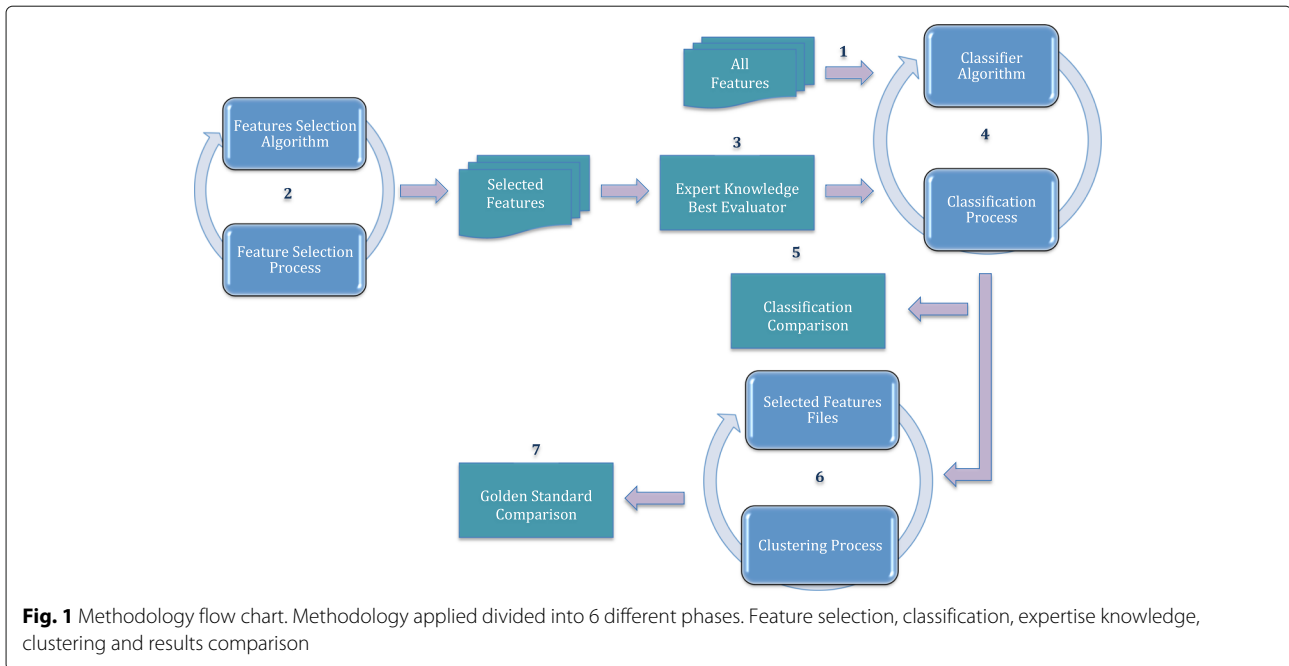 All
Features
1
Classifier
Algorithm
Features Selection
Algorithm
2
Feature Selection
Process
Selected
Features
3
Expert Knowledge
Best Evaluator
4
Classification
Process
5
Classification
Comparison
Selected Features
Files
6
Clustering Process
7
Golden Standard
Comparison
Fig. 1 Methodology flow chart. Methodology applied divided into 6 different phases. Feature selection, classification, expertise knowledge,
clustering and results comparison